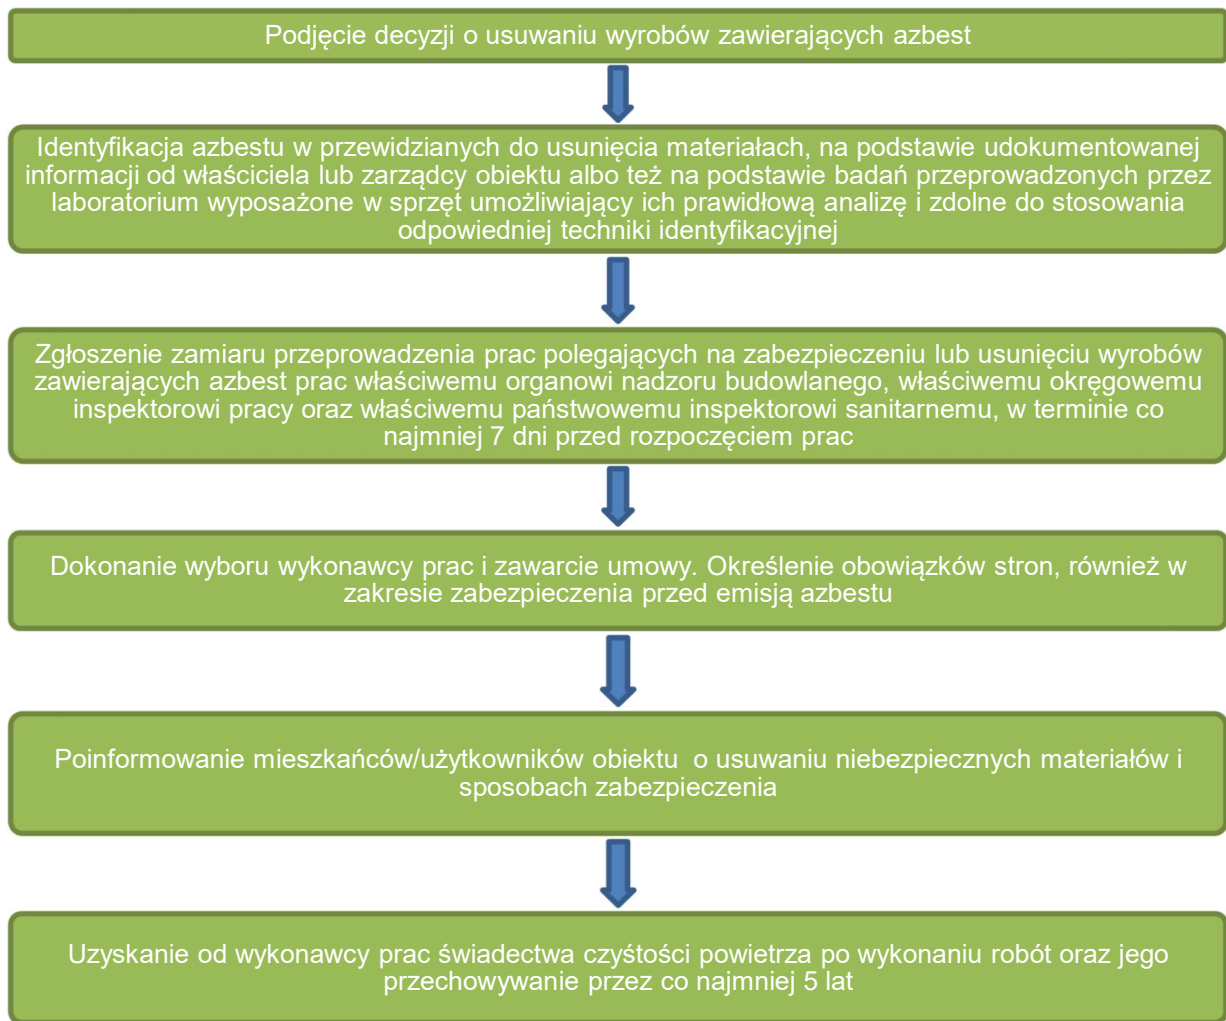 Podjęcie decyzji o usuwaniu wyrobów zawierających azbest
Identyfikacja azbestu w przewidzianych do usunięcia materiałach, na podstawie udokumentowanej
informacji od właściciela lub zarządcy obiektu albo też na podstawie badań przeprowadzonych przez
laboratorium wyposażone w sprzęt umożliwiający ich prawidłową analizę i zdolne do stosowania
odpowiedniej techniki identyfikacyjnej
Zgłoszenie zamiaru przeprowadzenia prac polegających na zabezpieczeniu lub usunięciu wyrobów
zawierających azbest prac właściwemu organowi nadzoru budowlanego, właściwemu okręgowemu
inspektorowi pracy oraz właściwemu państwowemu inspektorowi sanitarnemu, w terminie co
najmniej 7 dni przed rozpoczęciem prac
Dokonanie wyboru wykonawcy prac i zawarcie umowy. Określenie obowiązków stron, również w
zakresie zabezpieczenia przed emisją azbestu
Poinformowanie mieszkańców/użytkowników obiektu o usuwaniu niebezpiecznych materiałów i
sposobach zabezpieczenia
Uzyskanie od wykonawcy prac świadectwa czyśtości powietrza po wykonaniu robót oraz jego
przechowywanie przez co najmniej 5 lat